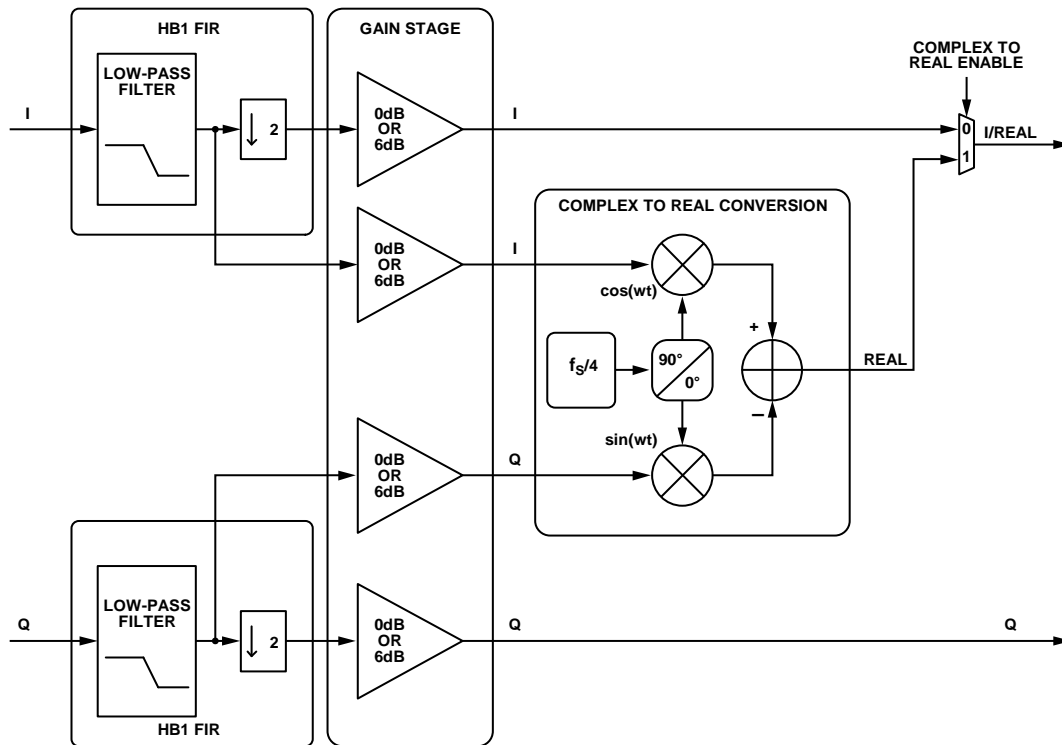 HB1 FIR
GAIN STAGE
LOW-PASS
FILTER
I
2
0dB
OR
6dB
I
COMPLEX TO
REAL ENABLE
0
1
I/REAL
0dB
OR
6dB
I
COMPLEX TO REAL CONVERSION
cos(wt)
fS/4
90°
0°
+
–
REAL
sin(wt)
0dB
OR
6dB
Q
Q
LOW-PASS
FILTER
2
HB1 FIR
0dB
OR
6dB
Q
Q